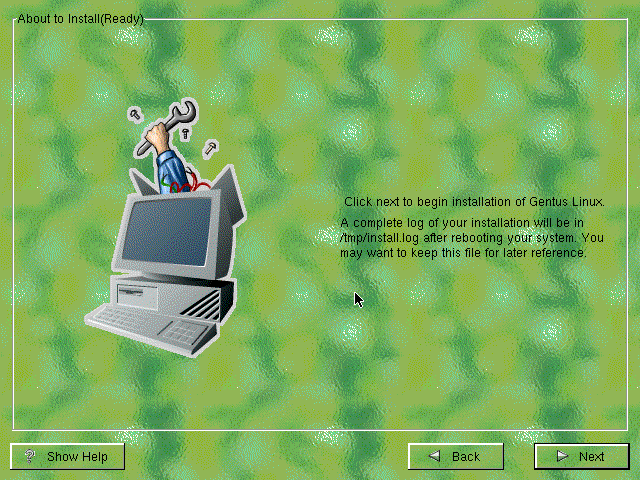 About to Install(Ready)
Click next to begin installation of Gentus Linux.
A complete log of your installation will be in
/tmp/install.log after rebooting your system. You
may want to keep this file for later reference.
Show Help
Back
Next